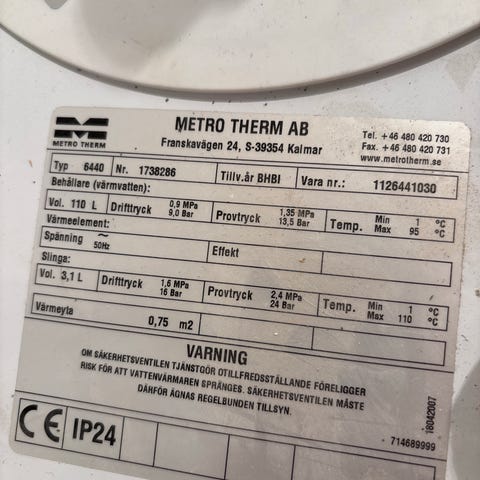 METRO THERM AB
Franskavägen 24, S-39354 Kalmar
Tel. +46 480 420 730
Fax. +46 480 420 731
www.metrotherm.se
METRO THERM
Typ 6440 Nr. 1738286 Tillv.år BHBI Vara nr.: 1126441030
Behållare (värmvatten):
Vol. 110 L Drifttryck 0,9 MPa 9,0 Bar Provtryck 1,35 MPa 13,5 Bar Temp. Min 1 °C Max 95 °C
Värmeelement:
Spänning ~ 50Hz Effekt
Slinga:
Vol. 3,1 L Drifttryck 1,6 MPa 16 Bar Provtryck 2,4 MPa 24 Bar Temp. Min 1 °C Max 110 °C
Värmeyta 0,75 m2
VARNING
OM SÄKERHETSVENTILEN TJÄNSTGÖR OTILLFREDSSTÄLLANDE FÖRELIGGER
RISK FÖR ATT VATTENVÄRMAREN SPRÄNGES. SÄKERHETSVENTILEN MÅSTE
DÄRFÖR ÄGNAS REGELBUNDEN TILLSYN.
18042007
CE IP24
714689999